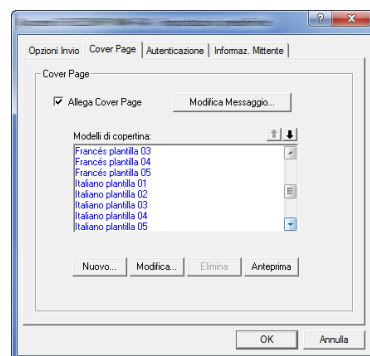 Opzioni Invio Cover Page Autenticazione Informaz. Mittente
Cover Page
Allega Cover Page Modifica Messaggio...
Modelli di copertina:
Francés plantilla 03
Francés plantilla 04
Francés plantilla 05
Italiano plantilla 01
Italiano plantilla 02
Italiano plantilla 03
Italiano plantilla 04
Italiano plantilla 05
Nuovo... Modifica... Elimina Anteprima
OK Annulla